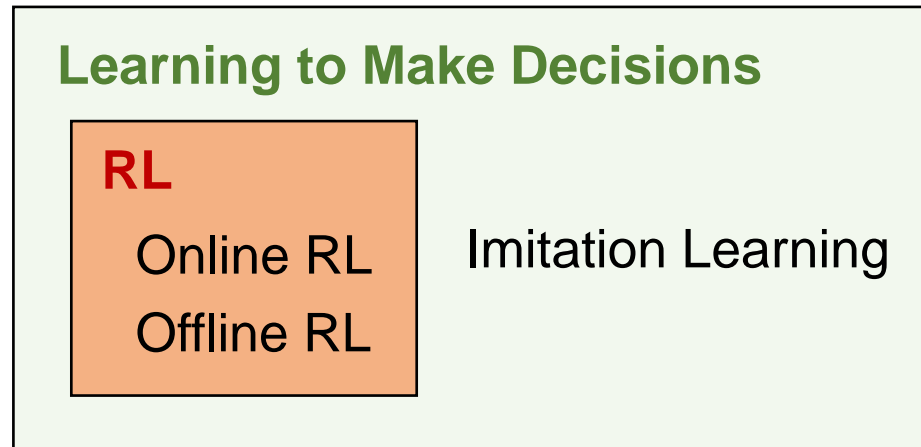 Learning to Make Decisions
RL
Online RL
Offline RL
Imitation Learning